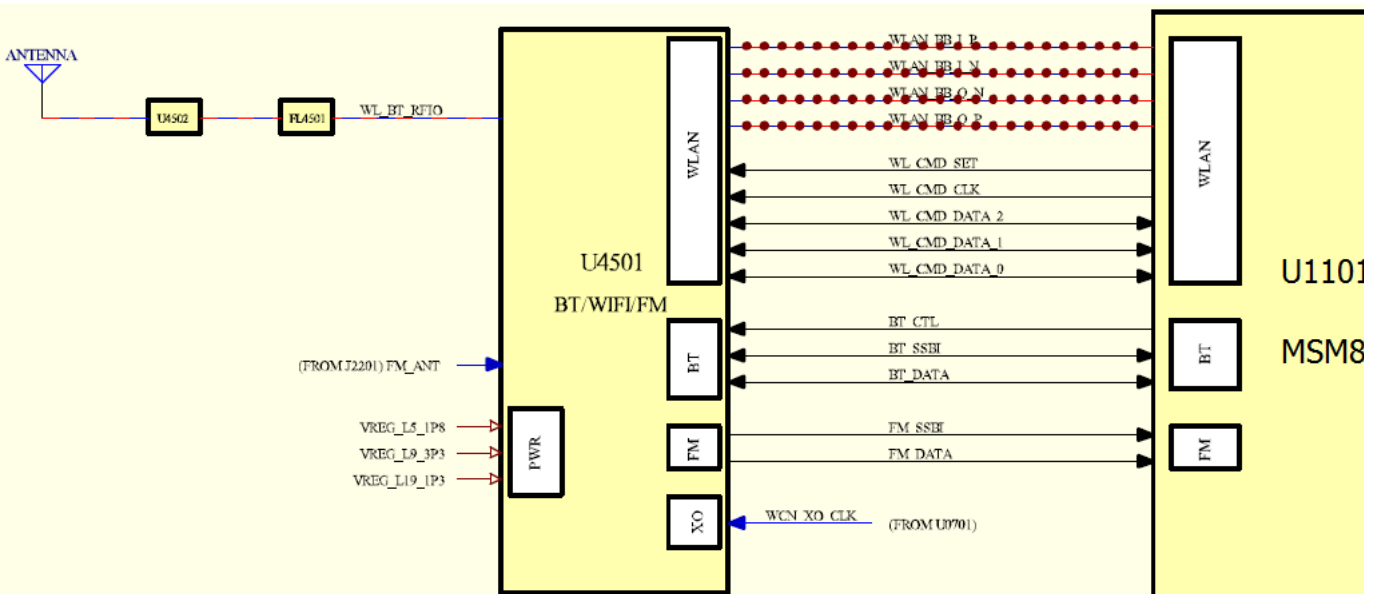 ANTENNA
U4502
FL4501
WL_BT_RFIO
WLAN
WLAN_BB_I_P
WLAN_BB_I_N
WLAN_BB_Q_N
WLAN_BB_Q_P
WL_CMD_SET
WL_CMD_CLK
WL_CMD_DATA_2
WL_CMD_DATA_1
WL_CMD_DATA_0
WLAN
U4501
BT/WIFI/FM
U1101
MSM8
BT
BT_CTL
BT_SSBI
BT_DATA
BT
(FROM J2201) FM_ANT
VREG_L5_1P8
VREG_L9_3P3
VREG_L19_1P3
PWR
FM
FM_SSBI
FM_DATA
FM
XO
WCN_XO_CLK
(FROM U0701)